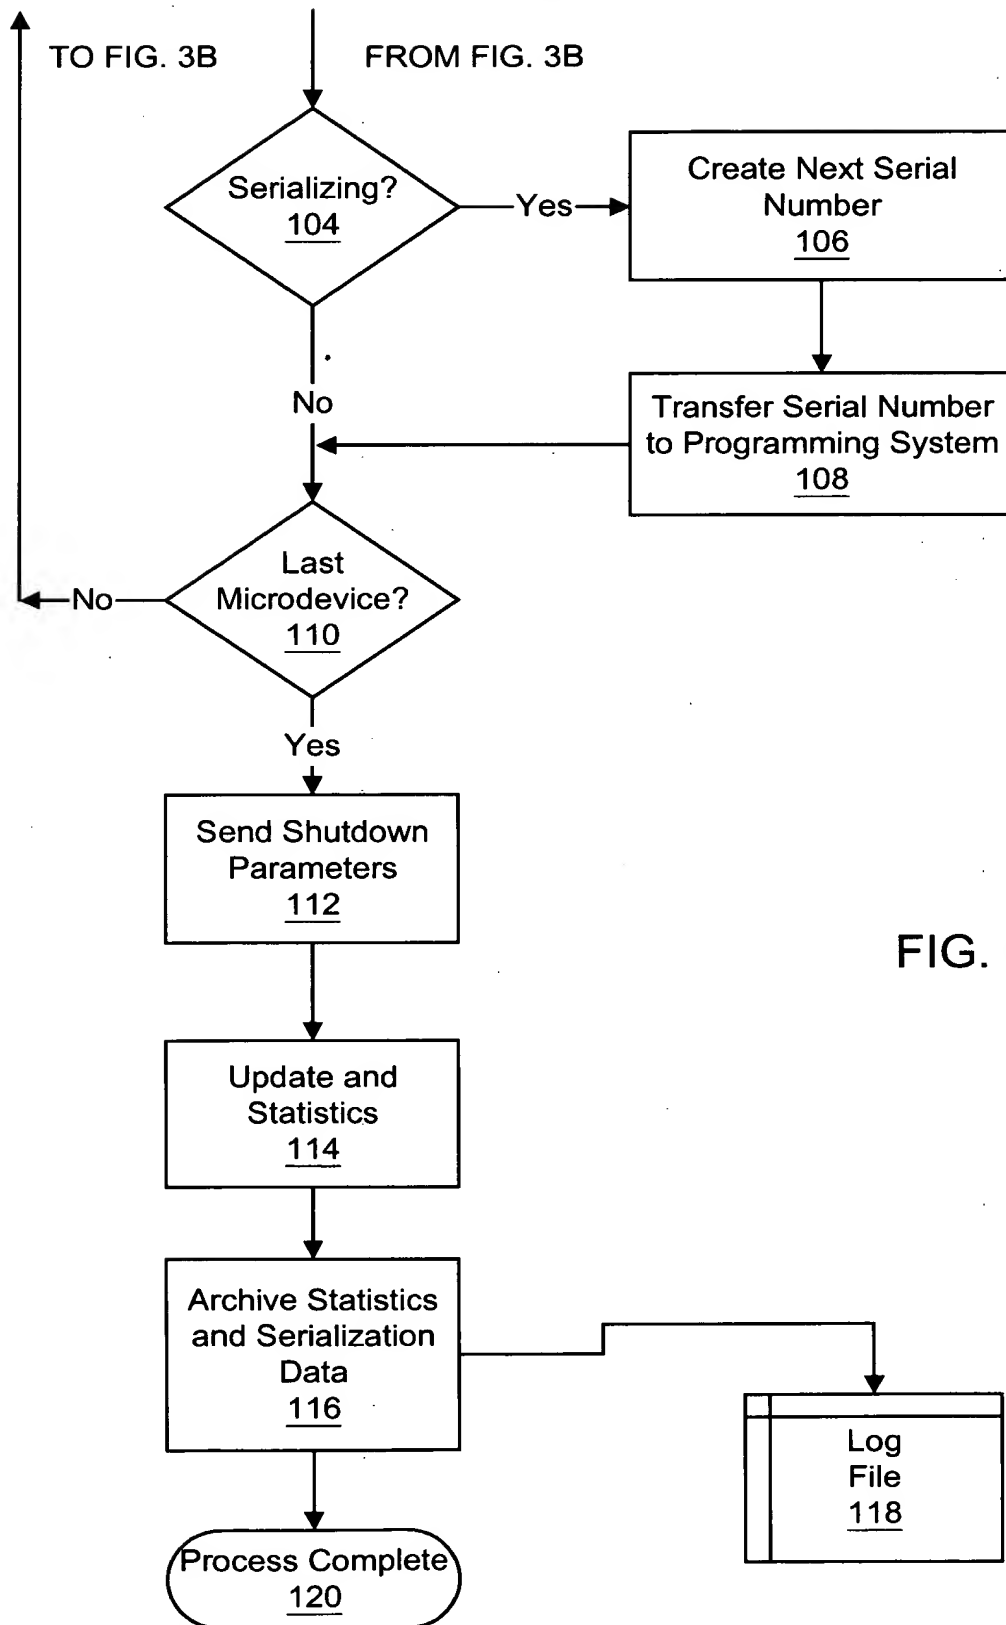 TO FIG. 3B
FROM FIG. 3B
Serializing?
104
Yes
Create Next Serial
Number
106
No
Transfer Serial Number
to Programming System
108
Last
Microdevice?
110
No
Yes
Send Shutdown
Parameters
112
FIG.
Update and
Statistics
114
Archive Statistics
and Serialization
Data
116
Log
File
118
Process Complete
120